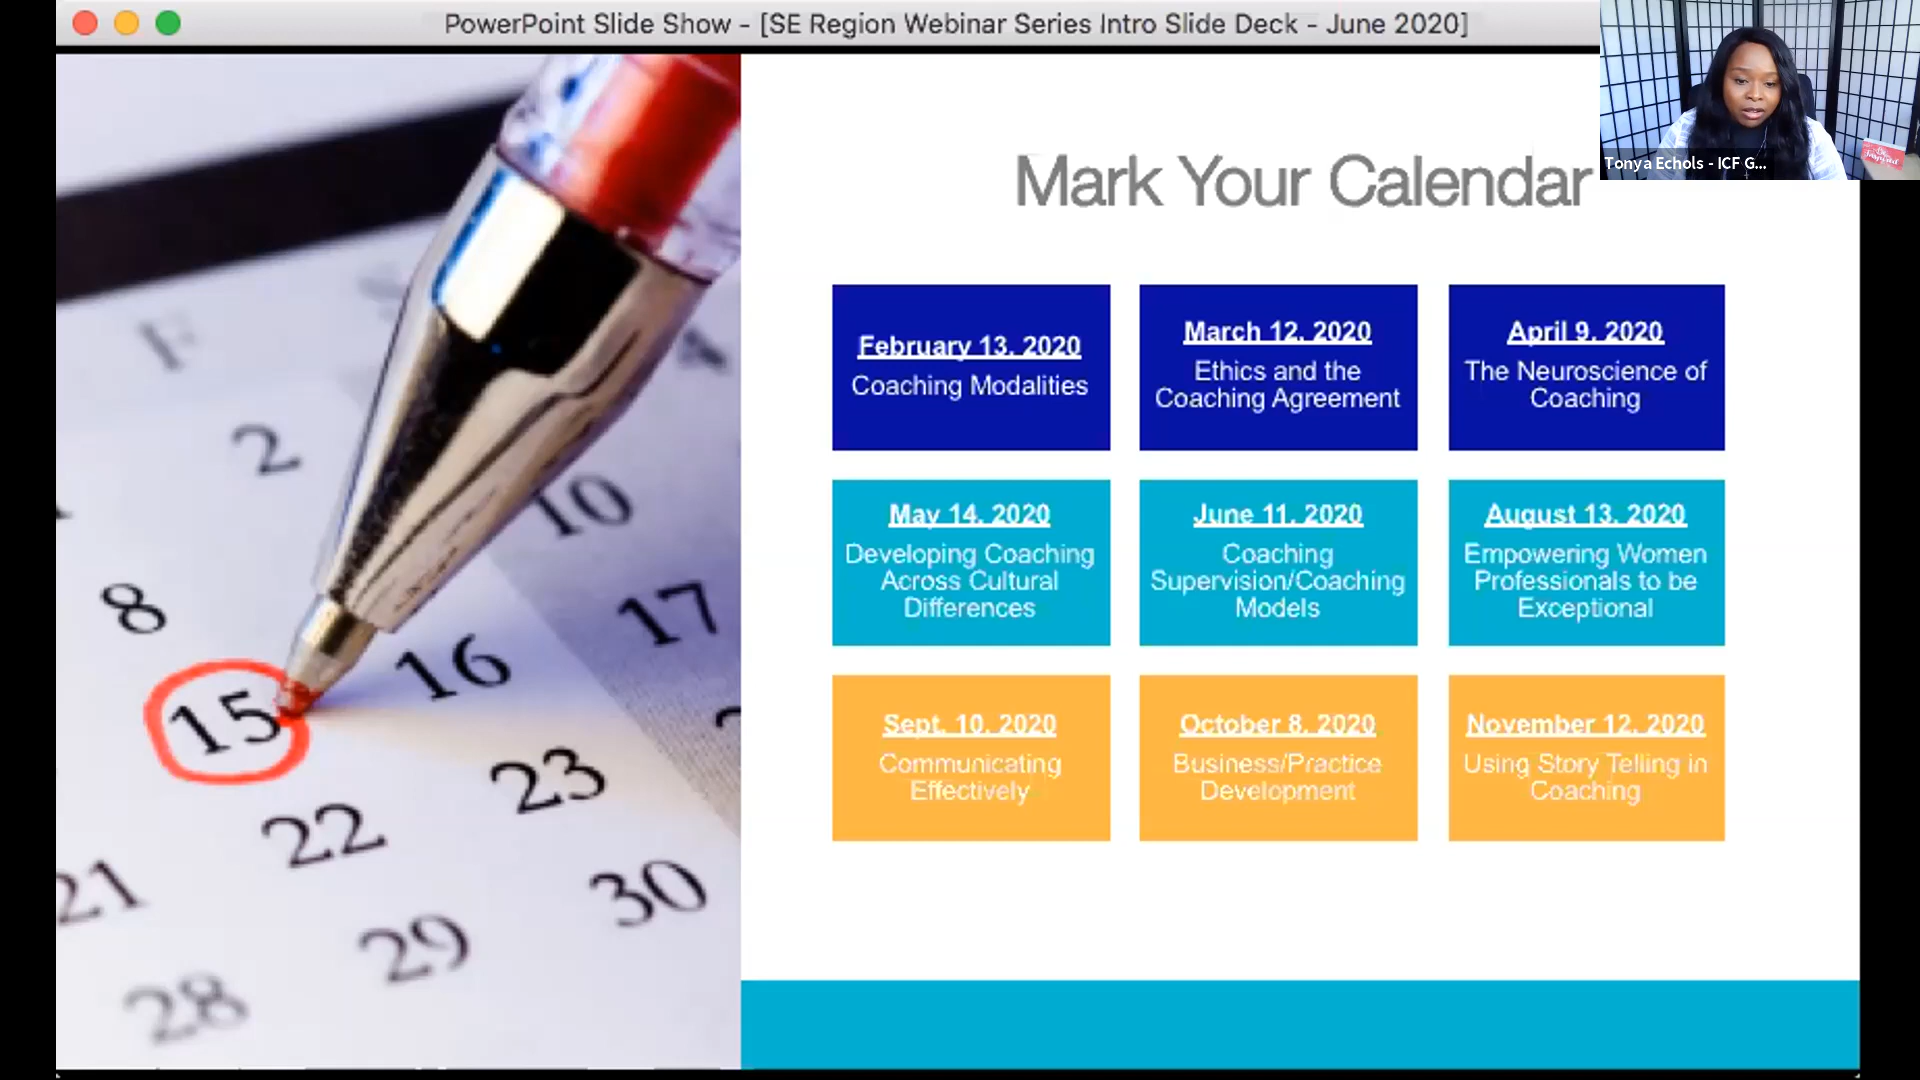 PowerPoint Slide Show - [SE Region Webinar Series Intro Slide Deck - June 2020]
Tonya Echols - ICF G...
Mark Your Calendar
February 13, 2020
Coaching Modalities
March 12, 2020
Ethics and the
Coaching Agreement
April 9, 2020
The Neuroscience of
Coaching
May 14, 2020
Developing Coaching
Across Cultural
Differences
June 11, 2020
Coaching
Supervision/Coaching
Models
August 13, 2020
Empowering Women
Professionals to be
Exceptional
Sept. 10, 2020
Communicating
Effectively
October 8, 2020
Business/Practice
Development
November 12, 2020
Using Story Telling in
Coaching
F
2
10
8
15
16
17
21
22
23
28
29
30